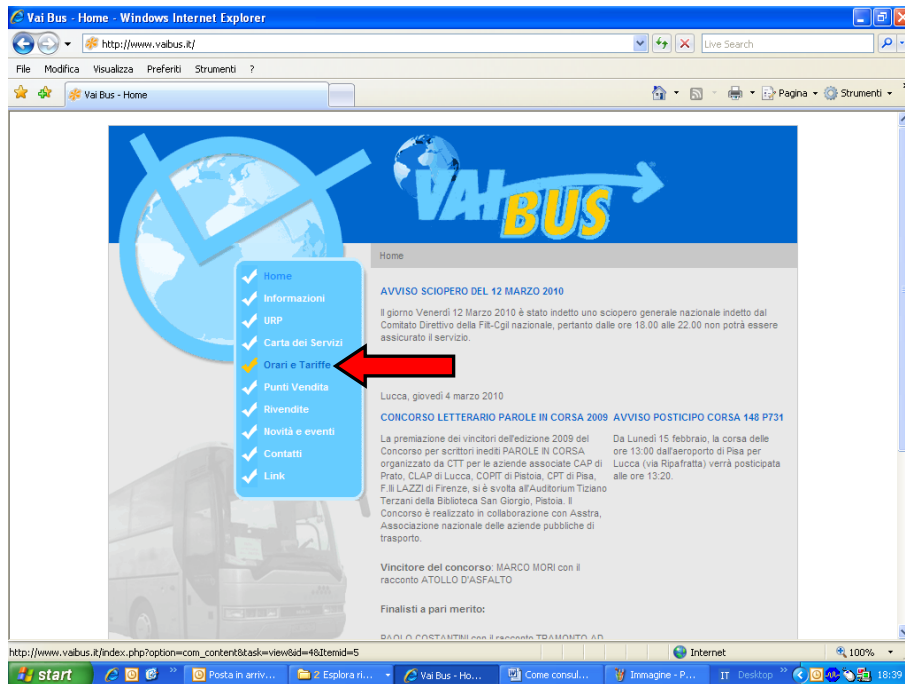 Vai Bus - Home - Windows Internet Explorer
http://www.vaibus.it/
Live Search
File Modifica Visualizza Preferiti Strumenti ?
Vai Bus - Home
Pagina
Strumenti
VAI BUS
Home
Home
Informazioni
URP
Carta dei Servizi
Orari e Tariffe
Punti Vendita
Rivendite
Novità e eventi
Contatti
Link
AVVISO SCIOPERO DEL 12 MARZO 2010
Il giorno Venerdì 12 Marzo 2010 è stato indetto uno sciopero generale nazionale indetto dal
Comitato Direttivo della Filt-Cgil nazionale, pertanto dalle ore 18.00 alle 22.00 non potrà essere
assicurato il servizio.
Lucca, giovedì 4 marzo 2010
CONCORSO LETTERARIO PAROLE IN CORSA 2009
La premiazione dei vincitori dell'edizione 2009 del
Concorso per scrittori inediti PAROLE IN CORSA
organizzato da CTT per le aziende associate CAP di
Prato, CLAP di Lucca, COPIT di Pistoia, CPT di Pisa,
F.lli LAZZI di Firenze, si è svolta all'Auditorium Tiziano
Terzani della Biblioteca San Giorgio, Pistoia. Il
Concorso è realizzato in collaborazione con Asstra,
Associazione nazionale delle aziende pubbliche di
trasporto.
Vincitore del concorso: MARCO MORI con il
racconto ATOLLO D'ASFALTO
Finalisti a pari merito:
PAOLO COSTANTINI con il racconto TRAMONTO AD
AVVISO POSTICIPO CORSA 148 P731
Da Lunedì 15 febbraio, la corsa delle
ore 13:00 dall'aeroporto di Pisa per
Lucca (via Ripafratta) verrà posticipata
alle ore 13:20.
http://www.vaibus.it/index.php?option=com_content&task=view&id=4&Itemid=5
Internet
100%
start
Posta in arriv...
2 Esplora ri...
Vai Bus - Ho...
Come consul...
Immagine - P...
IT
Desktop
18:39